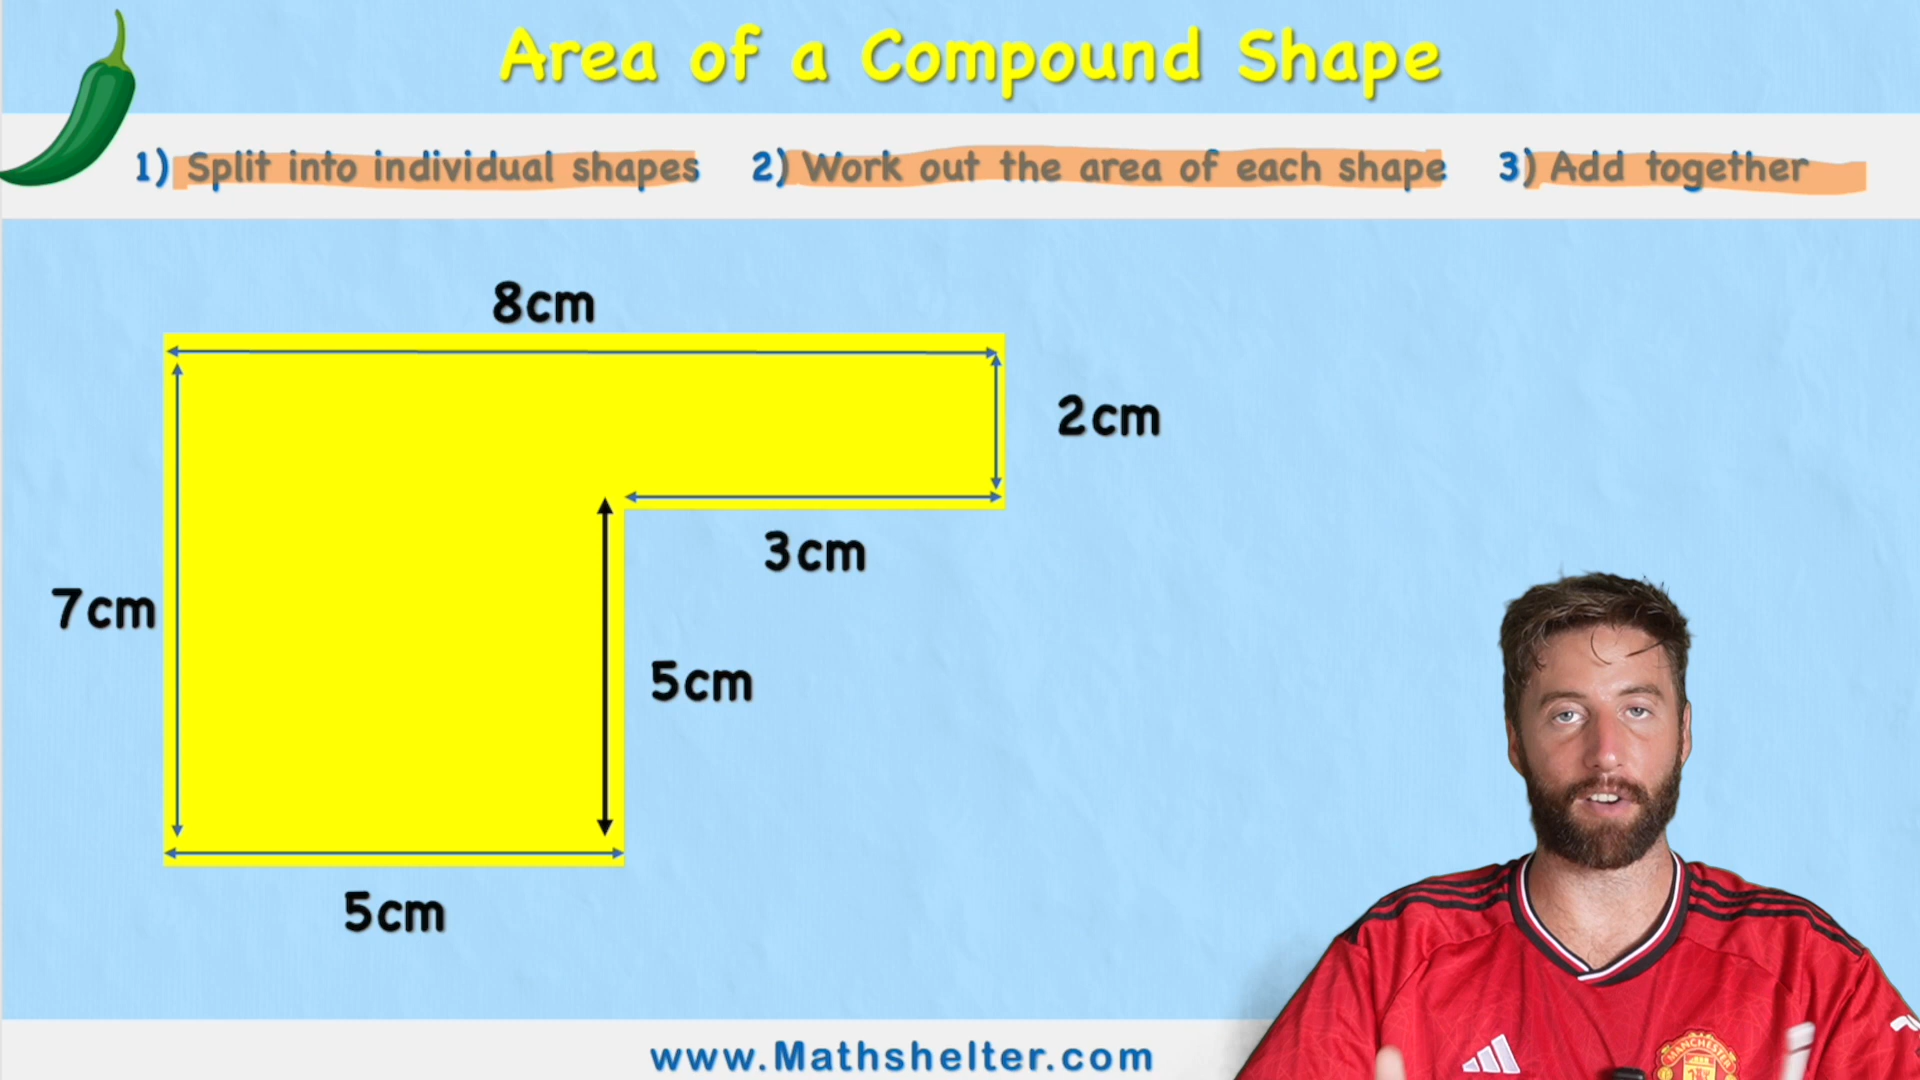 Area of a Compound Shape
1) Split into individual shapes 2) Work out the area of each shape 3) Add together
8cm
2cm
3cm
7cm
5cm
5cm
www.Mathshelter.com
MANCHESTER